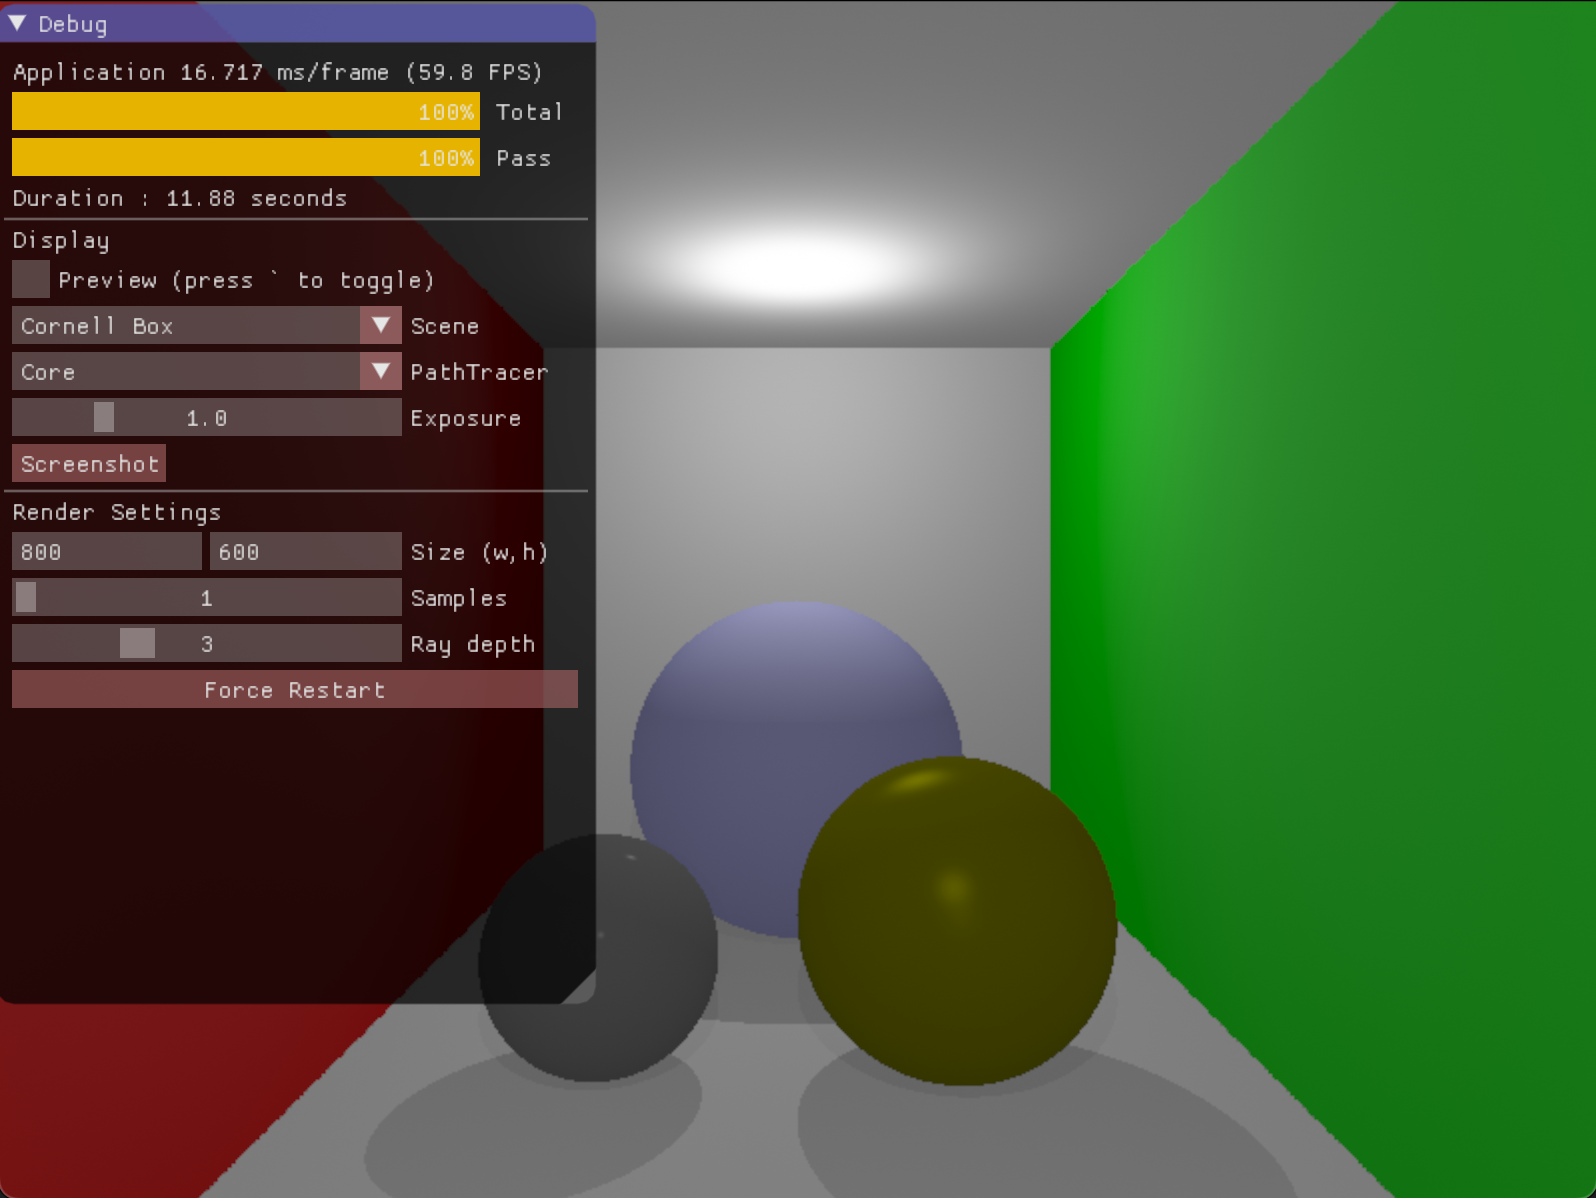 Debug
Application 16.717 ms/frame (59.8 FPS)
100% Total
100% Pass
Duration : 11.88 seconds
Display
Preview (press ` to toggle)
Cornell Box Scene
Core PathTracer
1.0 Exposure
Screenshot
Render Settings
800 600 Size (w,h)
1 Samples
3 Ray depth
Force Restart